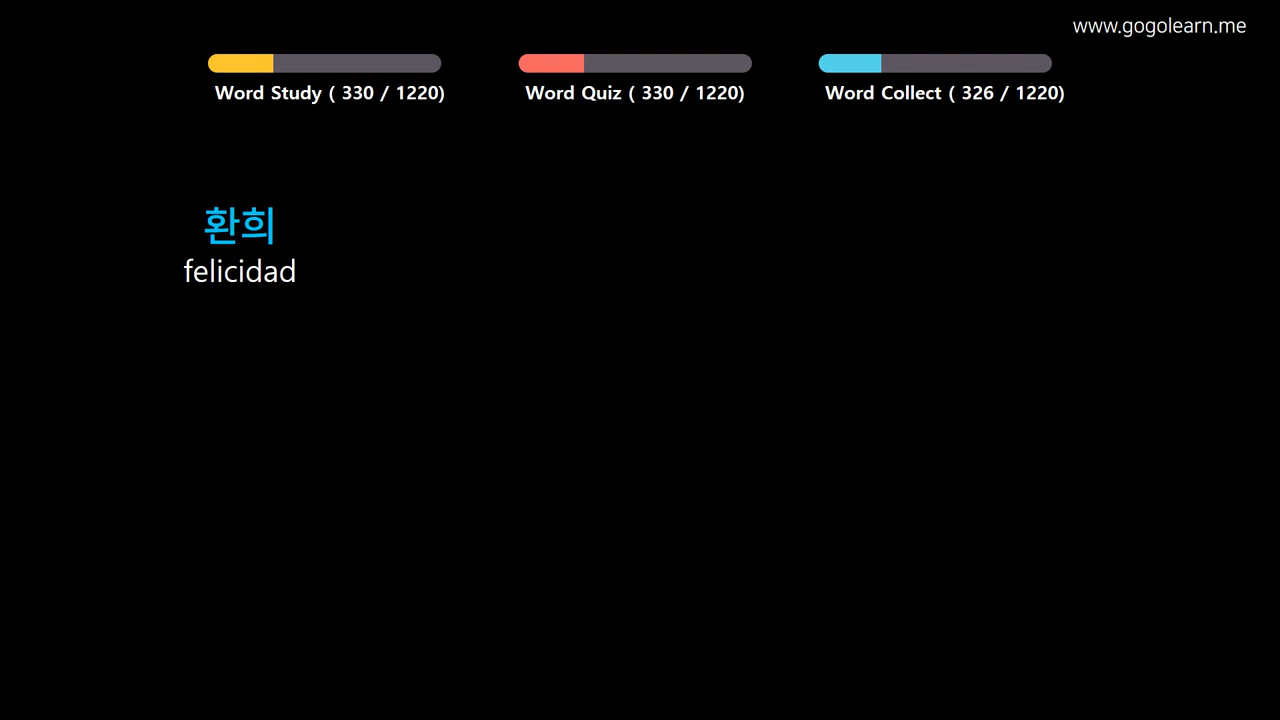 www.gogolearn.me
Word Study ( 330 / 1220)
Word Quiz ( 330 / 1220)
Word Collect ( 326 / 1220)
환희
felicidad